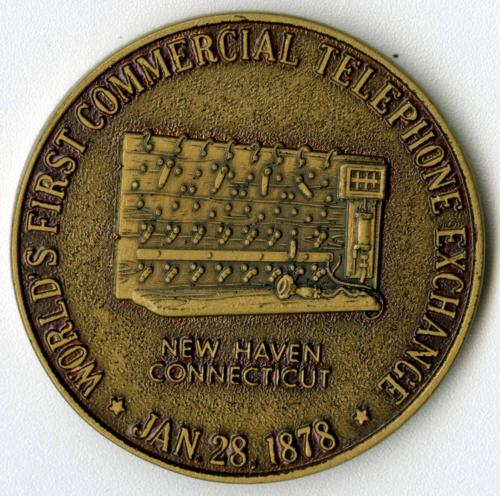 WORLD'S FIRST COMMERCIAL TELEPHONE EXCHANGE
NEW HAVEN
CONNECTICUT
★ JAN. 28, 1878 ★